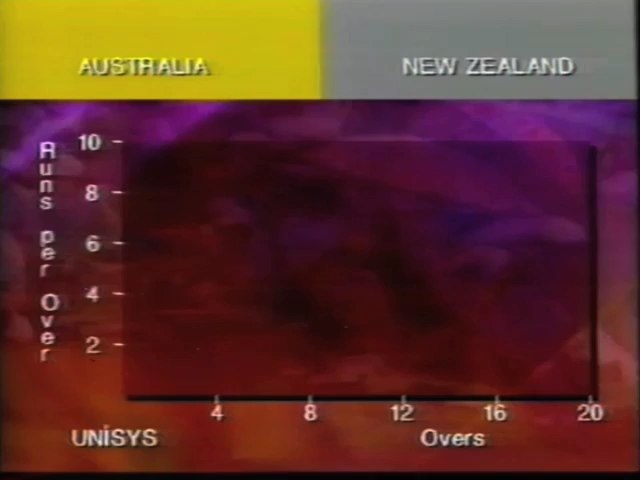 AUSTRALIA
NEW ZEALAND
Runs per Over
10
8
6
4
2
4 8 12 16 20
UNiSYS
Overs